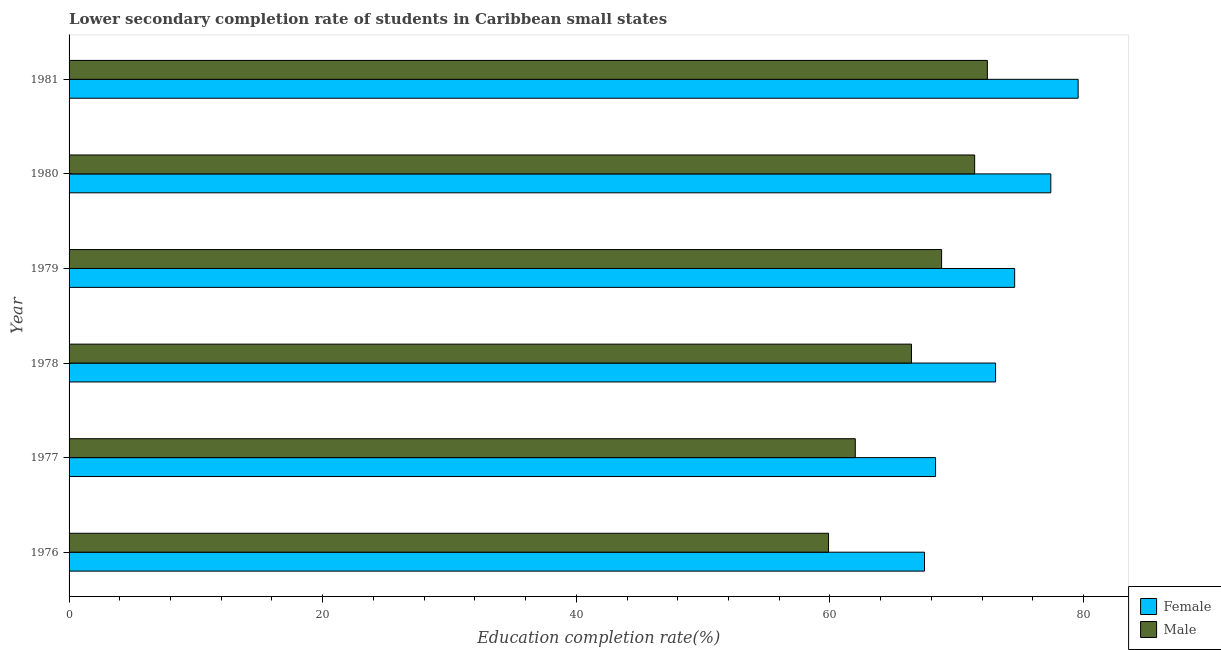 Lower secondary completion rate of students in Caribbean small states
1981
1980
1979
1978
1977
1976
Year
0
20
40
60
80
Education completion rate(%)
Female
Male